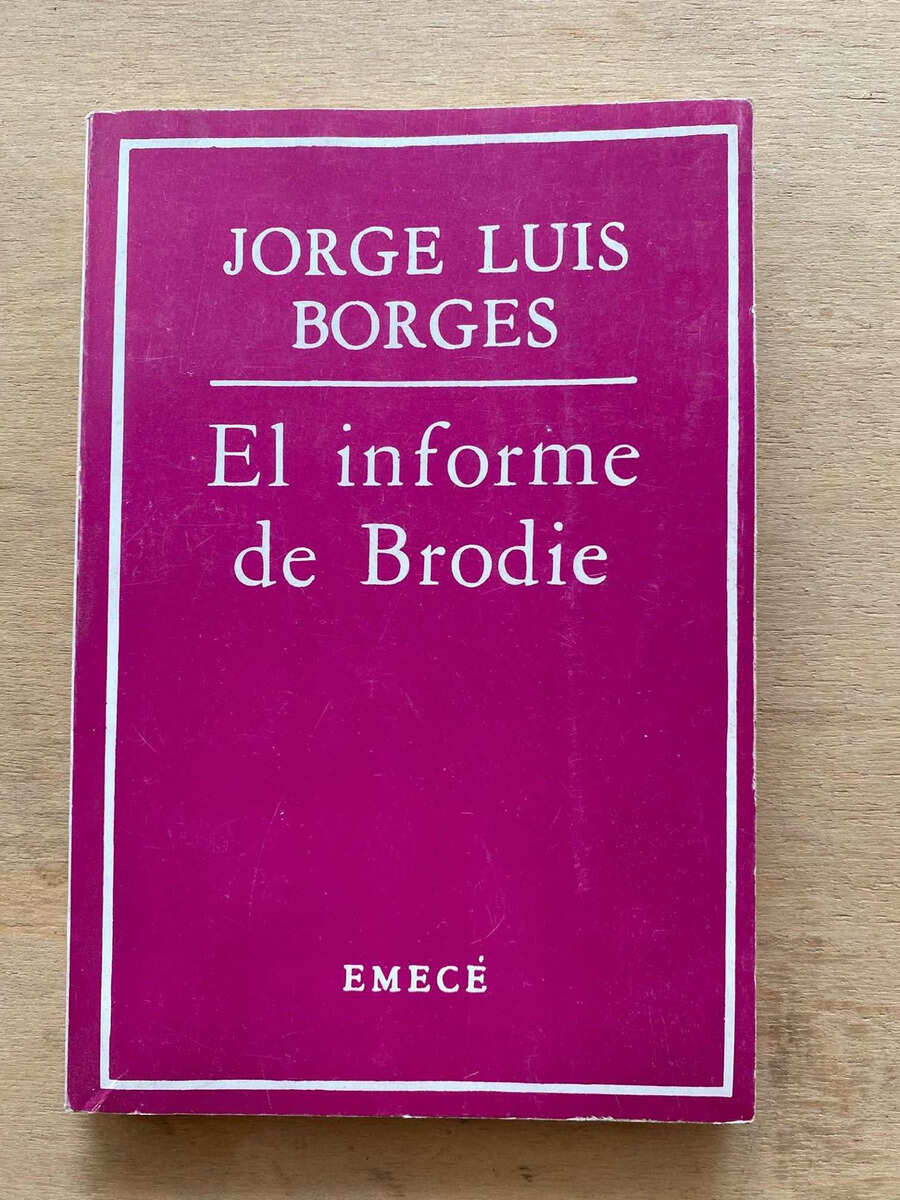 JORGE LUIS
BORGES
El informe
de Brodie
EMECÉ